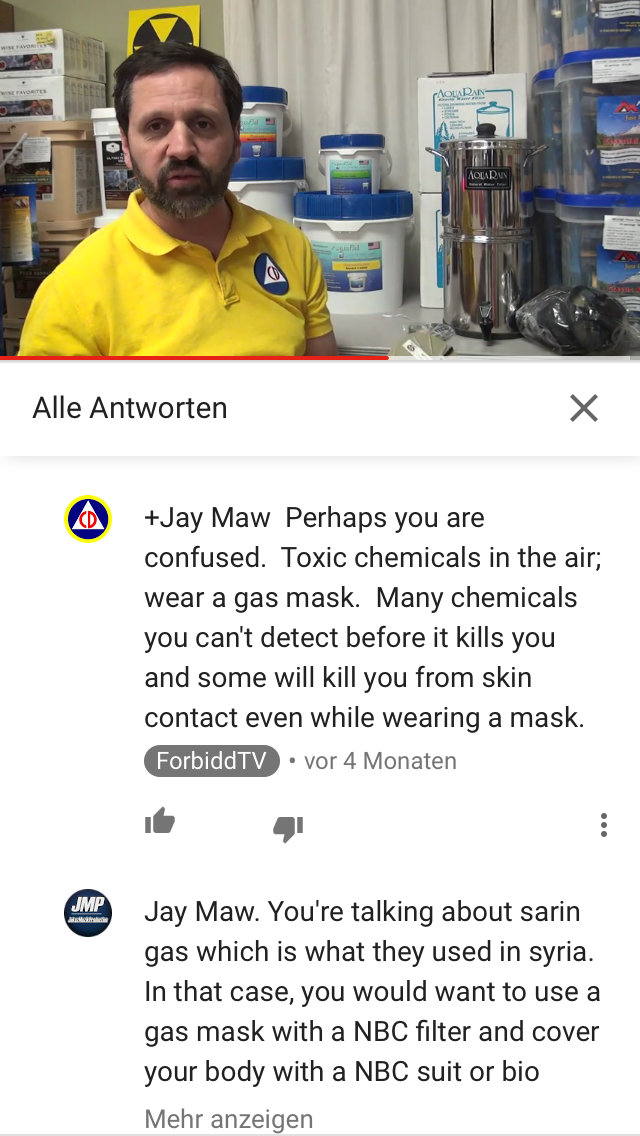 WINE FAVORITES
AQUARAIN
AQUARAIN
CD
Alle Antworten
CD
+Jay Maw  Perhaps you are
confused.  Toxic chemicals in the air;
wear a gas mask.  Many chemicals
you can't detect before it kills you
and some will kill you from skin
contact even while wearing a mask.
ForbiddTV • vor 4 Monaten
JMP
Jay Maw. You're talking about sarin
gas which is what they used in syria.
In that case, you would want to use a
gas mask with a NBC filter and cover
your body with a NBC suit or bio
Mehr anzeigen